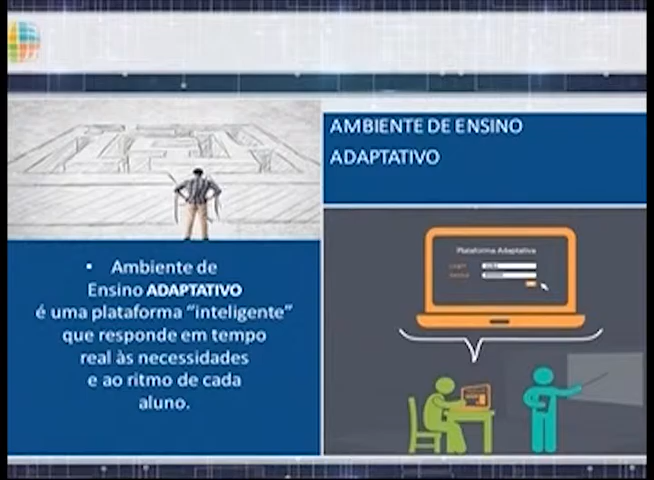 AMBIENTE DE ENSINO
ADAPTATIVO
▪ Ambiente de
Ensino ADAPTATIVO
é uma plataforma “inteligente”
que responde em tempo
real às necessidades
e ao ritmo de cada
aluno.
Plataforma Adaptativa
Login